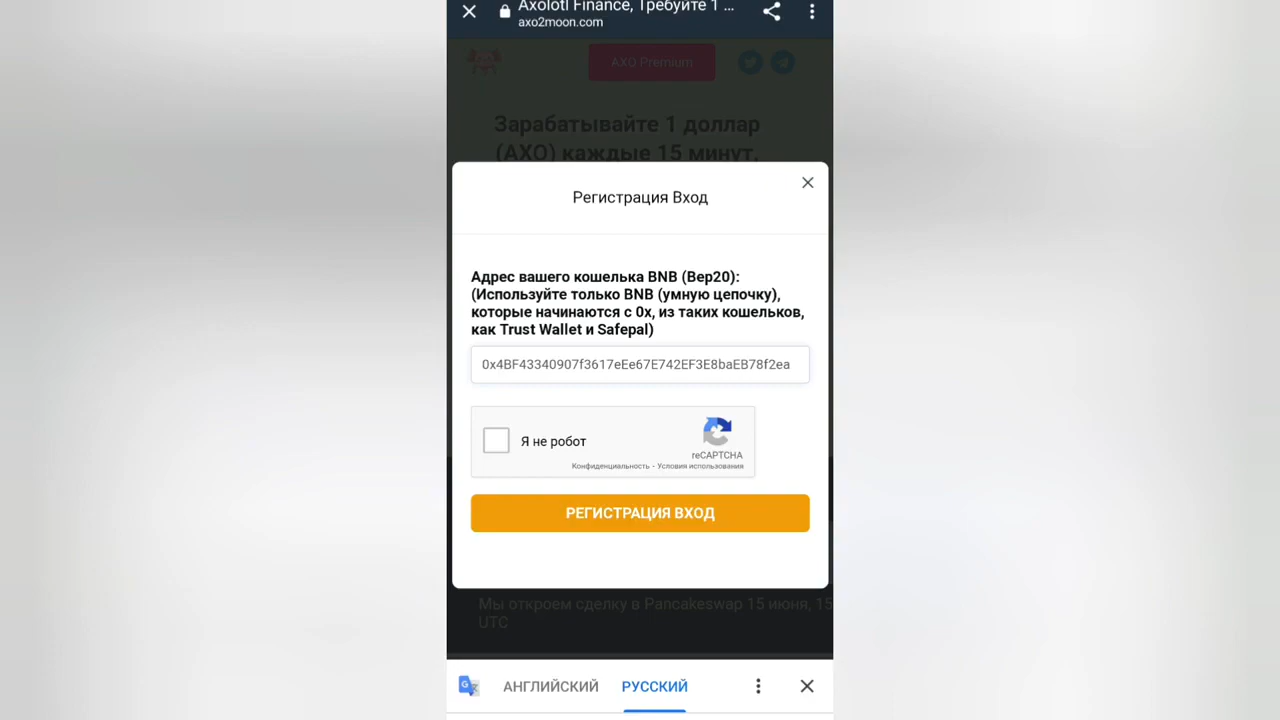 Axolotl Finance, Требуйте 1 ...
axo2moon.com
AXO Premium
Зарабатывайте 1 доллар
(AXO) каждые 15 минут.
Регистрация Вход
Адрес вашего кошелька BNB (Bep20):
(Используйте только BNB (умную цепочку),
которые начинаются с 0x, из таких кошельков,
как Trust Wallet и Safepal)
0x4BF43340907f3617eEe67E742EF3E8baEB78f2ea
Я не робот
reCAPTCHA
Конфиденциальность - Условия использования
РЕГИСТРАЦИЯ ВХОД
Мы откроем сделку в Pancakeswap 15 июня, 15
UTC
АНГЛИЙСКИЙ РУССКИЙ